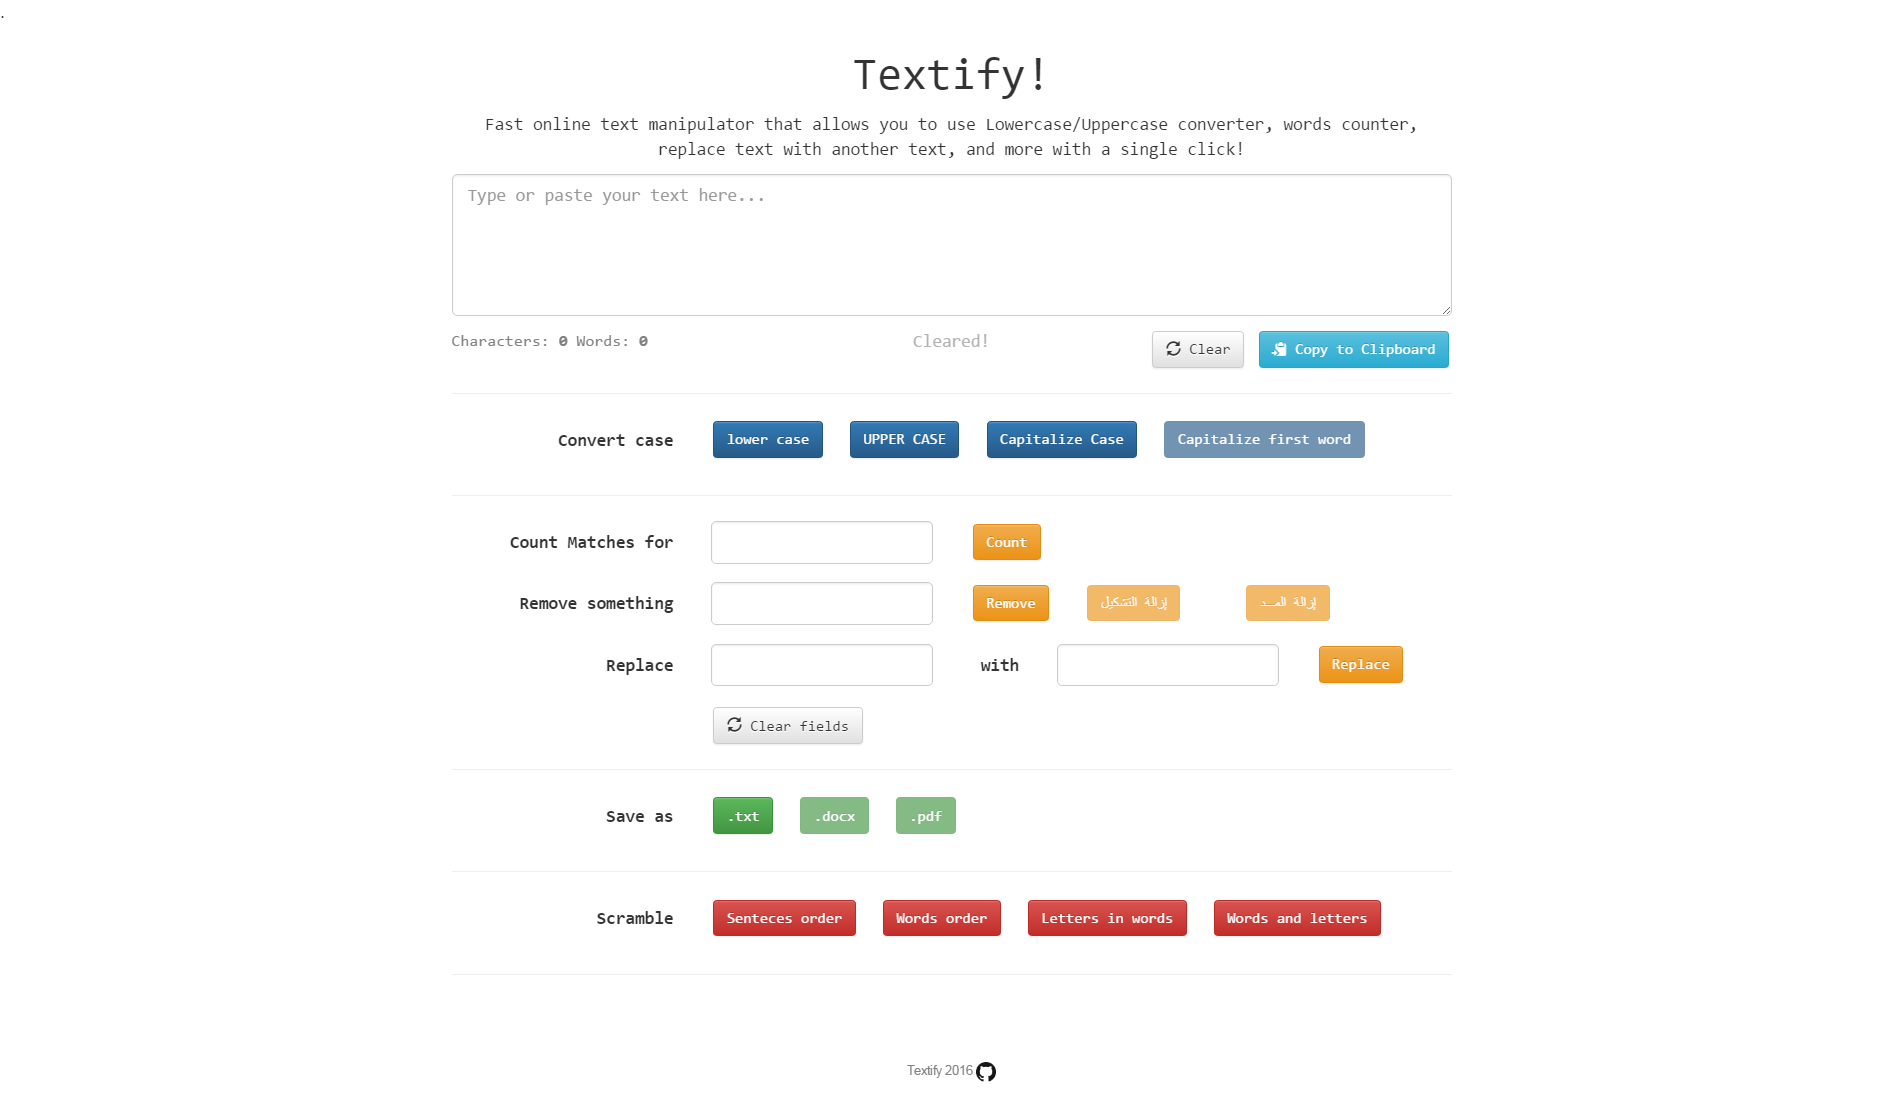 .
Textify!
Fast online text manipulator that allows you to use Lowercase/Uppercase converter, words counter,
replace text with another text, and more with a single click!
Type or paste your text here...
Characters: 0 Words: 0 Cleared! Clear Copy to Clipboard
Convert case lower case UPPER CASE Capitalize Case Capitalize first word
Count Matches for Count
Remove something Remove إزالة التشكيل إزالة المــد
Replace with Replace
Clear fields
Save as .txt .docx .pdf
Scramble Senteces order Words order Letters in words Words and letters
Textify 2016